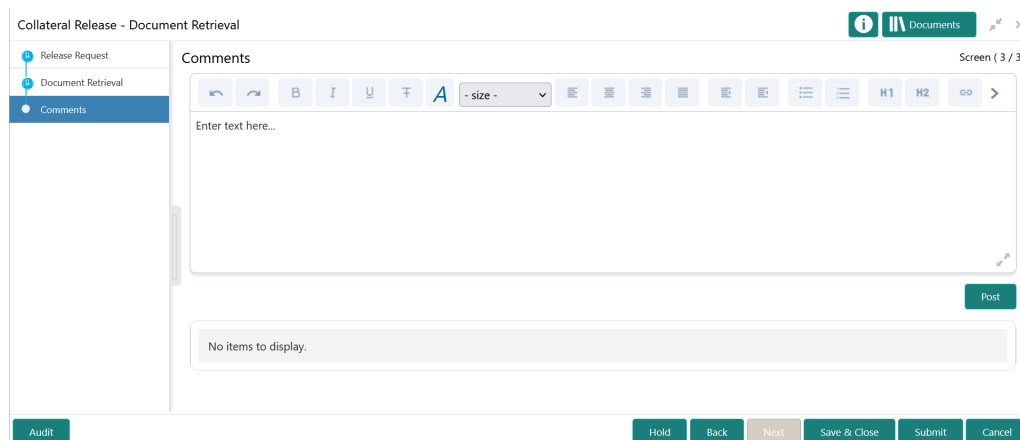 Collateral Release - Document Retrieval
Documents
Release Request
Document Retrieval
Comments
Comments
Screen ( 3 / 3
B I U T A - size - H1 H2
Enter text here...
Post
No items to display.
Audit
Hold Back Next Save & Close Submit Cancel